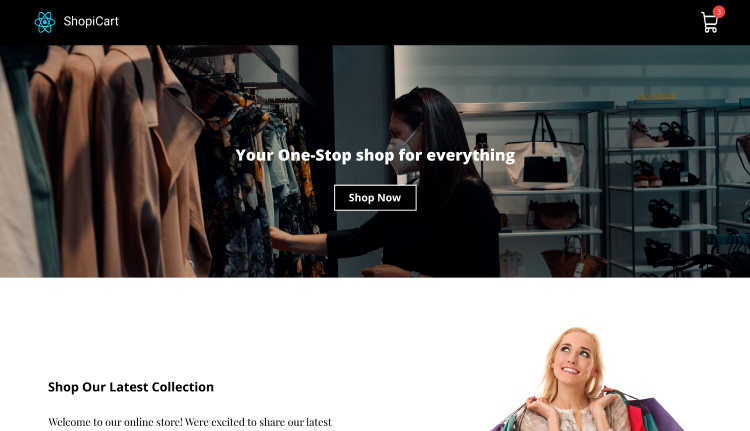 ShopiCart
3
Your One-Stop shop for everything
Shop Now
Shop Our Latest Collection
Welcome to our online store! Were excited to share our latest